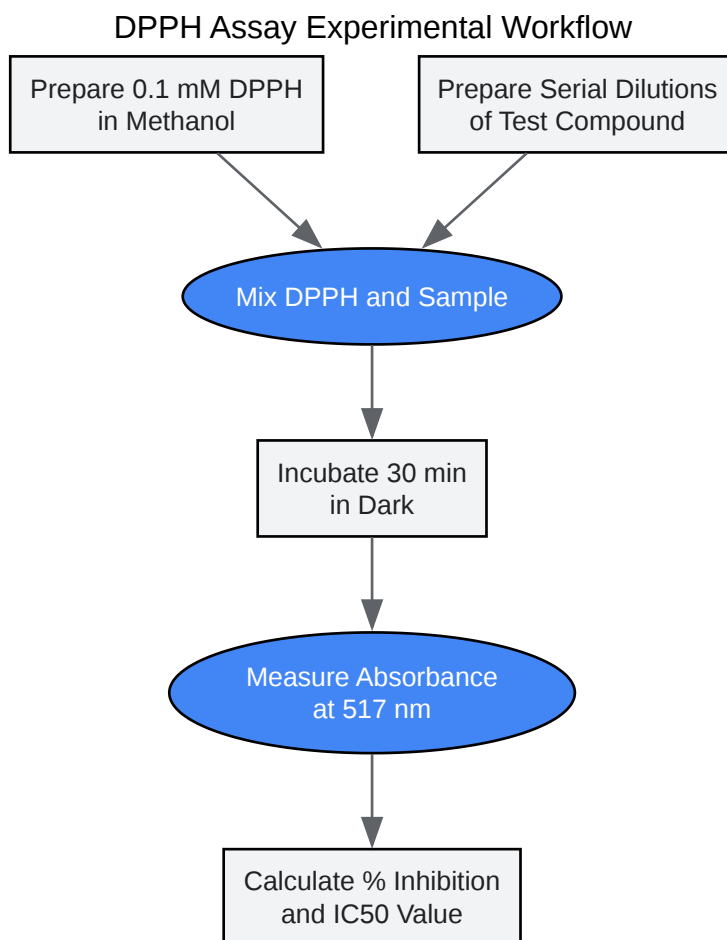 DPPH Assay Experimental Workflow
Prepare 0.1 mM DPPH
in Methanol
Prepare Serial Dilutions
of Test Compound
Mix DPPH and Sample
Incubate 30 min
in Dark
Measure Absorbance
at 517 nm
Calculate % Inhibition
and IC50 Value